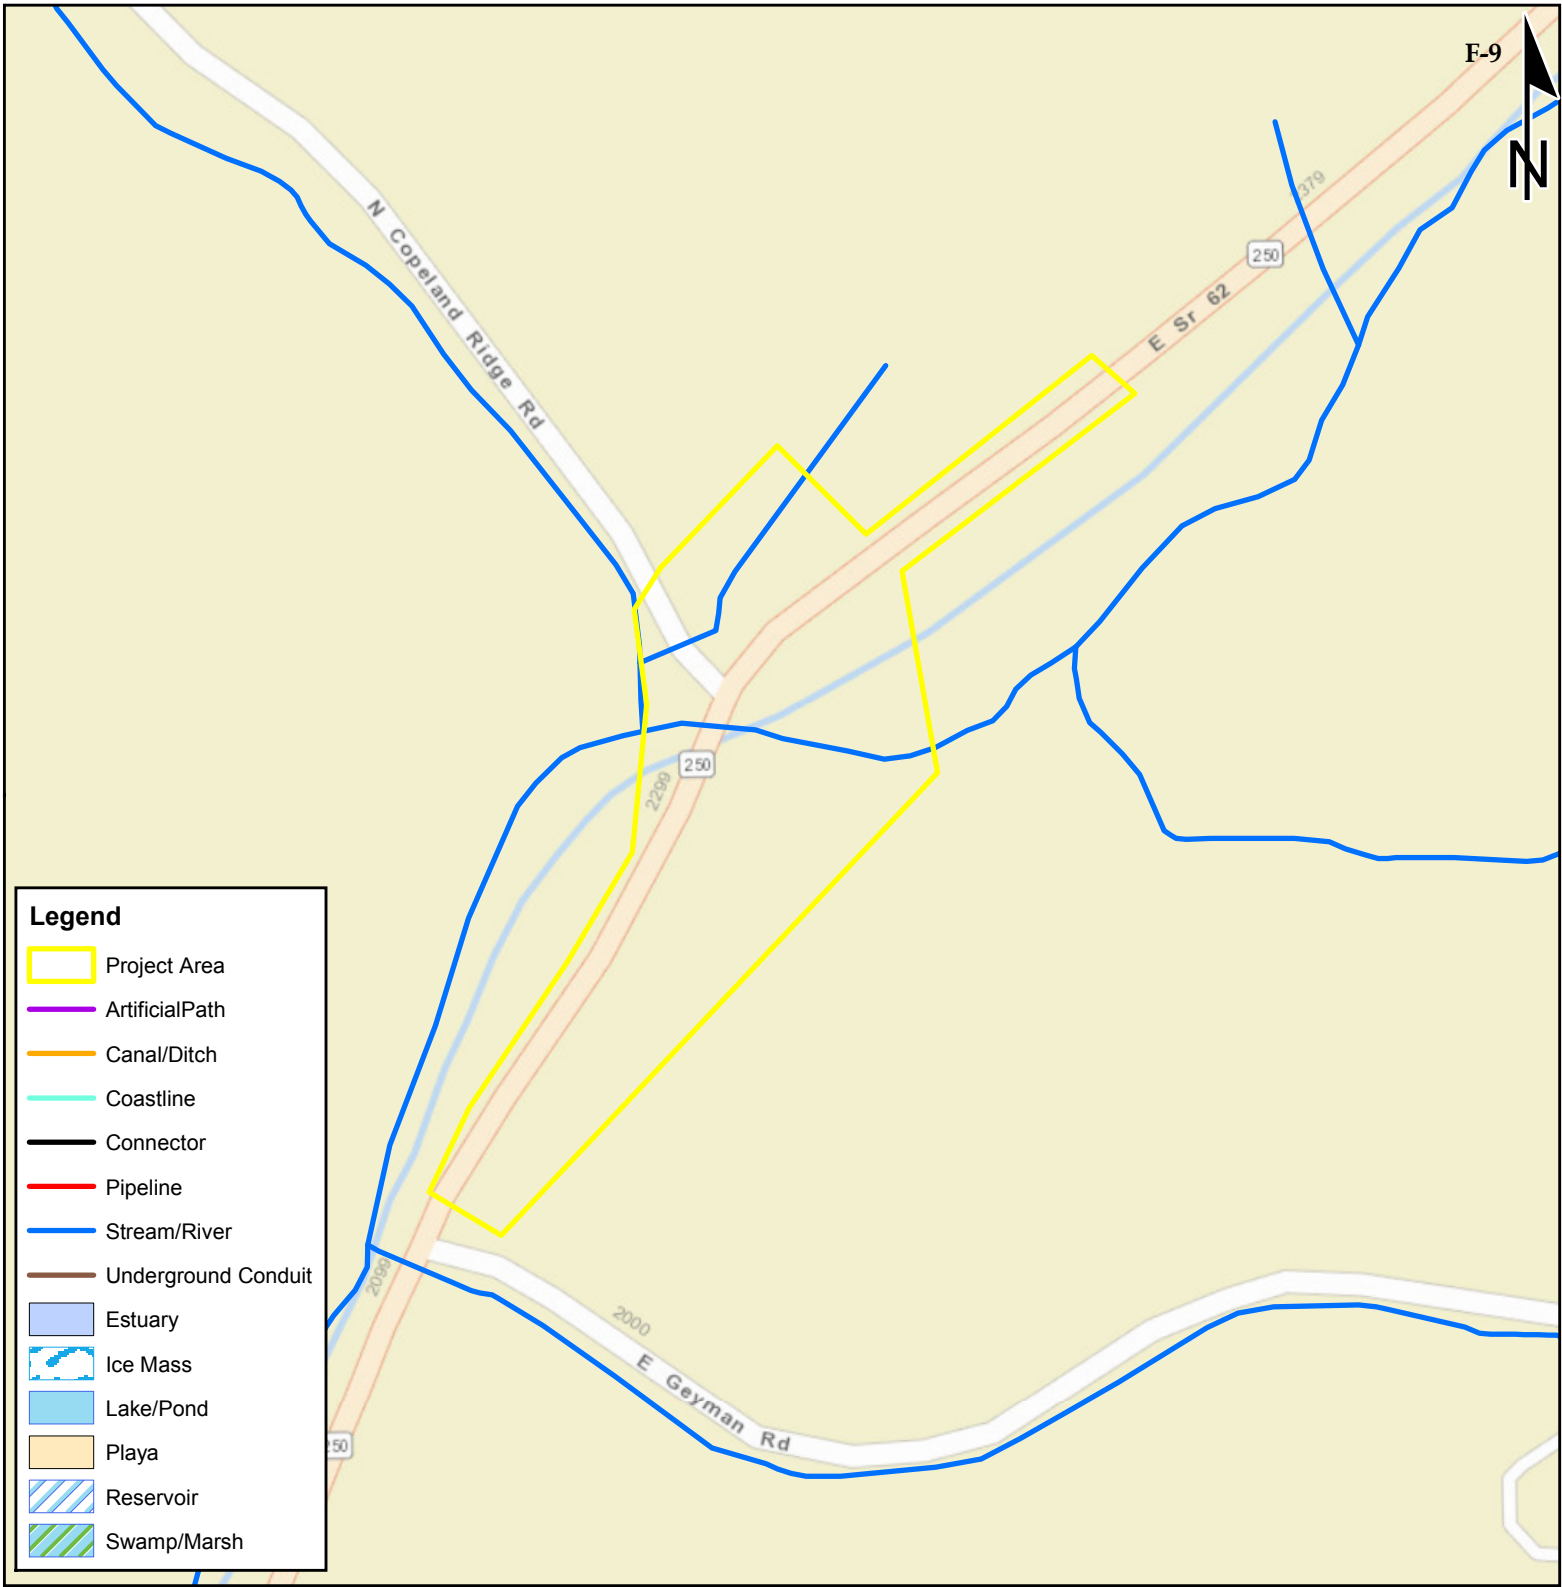 F-9
N
379
250
E Sr 62
N Copeland Ridge Rd
250
2299
2099
2000
E Geyman Rd
250
Legend
Project Area
ArtificialPath
Canal/Ditch
Coastline
Connector
Pipeline
Stream/River
Underground Conduit
Estuary
Ice Mass
Lake/Pond
Playa
Reservoir
Swamp/Marsh